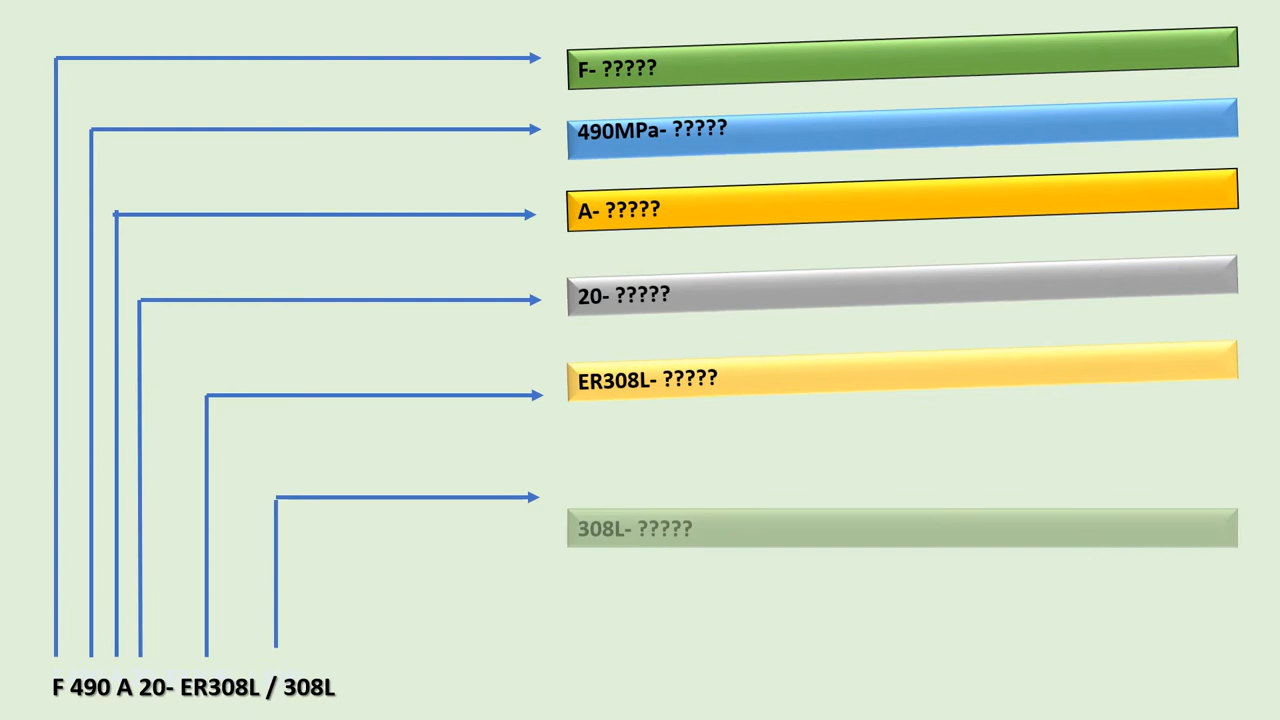 F- ?????
490MPa- ?????
A- ?????
20- ?????
ER308L- ?????
308L- ?????
F 490 A 20- ER308L / 308L